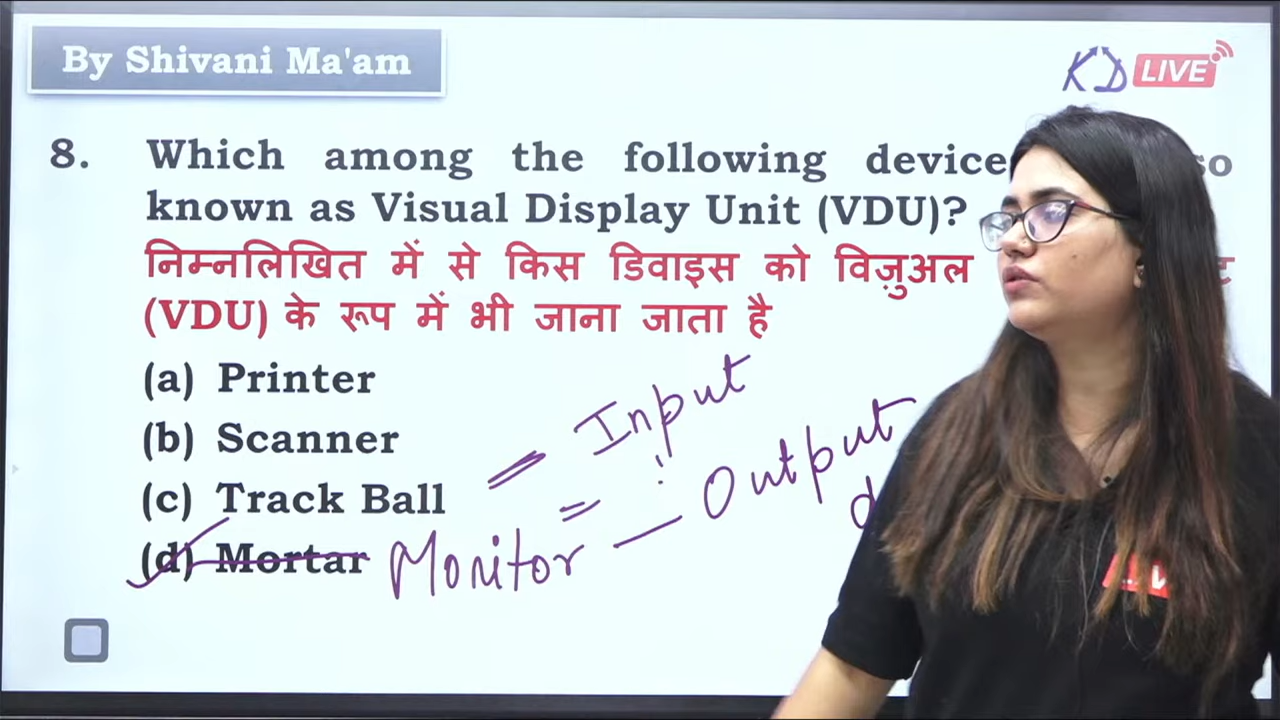 By Shivani Ma'am
KD LIVE
8. Which among the following device so
known as Visual Display Unit (VDU)?
निम्नलिखित में से किस डिवाइस को विज़ुअल
(VDU) के रूप में भी जाना जाता है
(a) Printer
(b) Scanner
= Input
(c) Track Ball
= : — Output
(d) Mortar Monitor